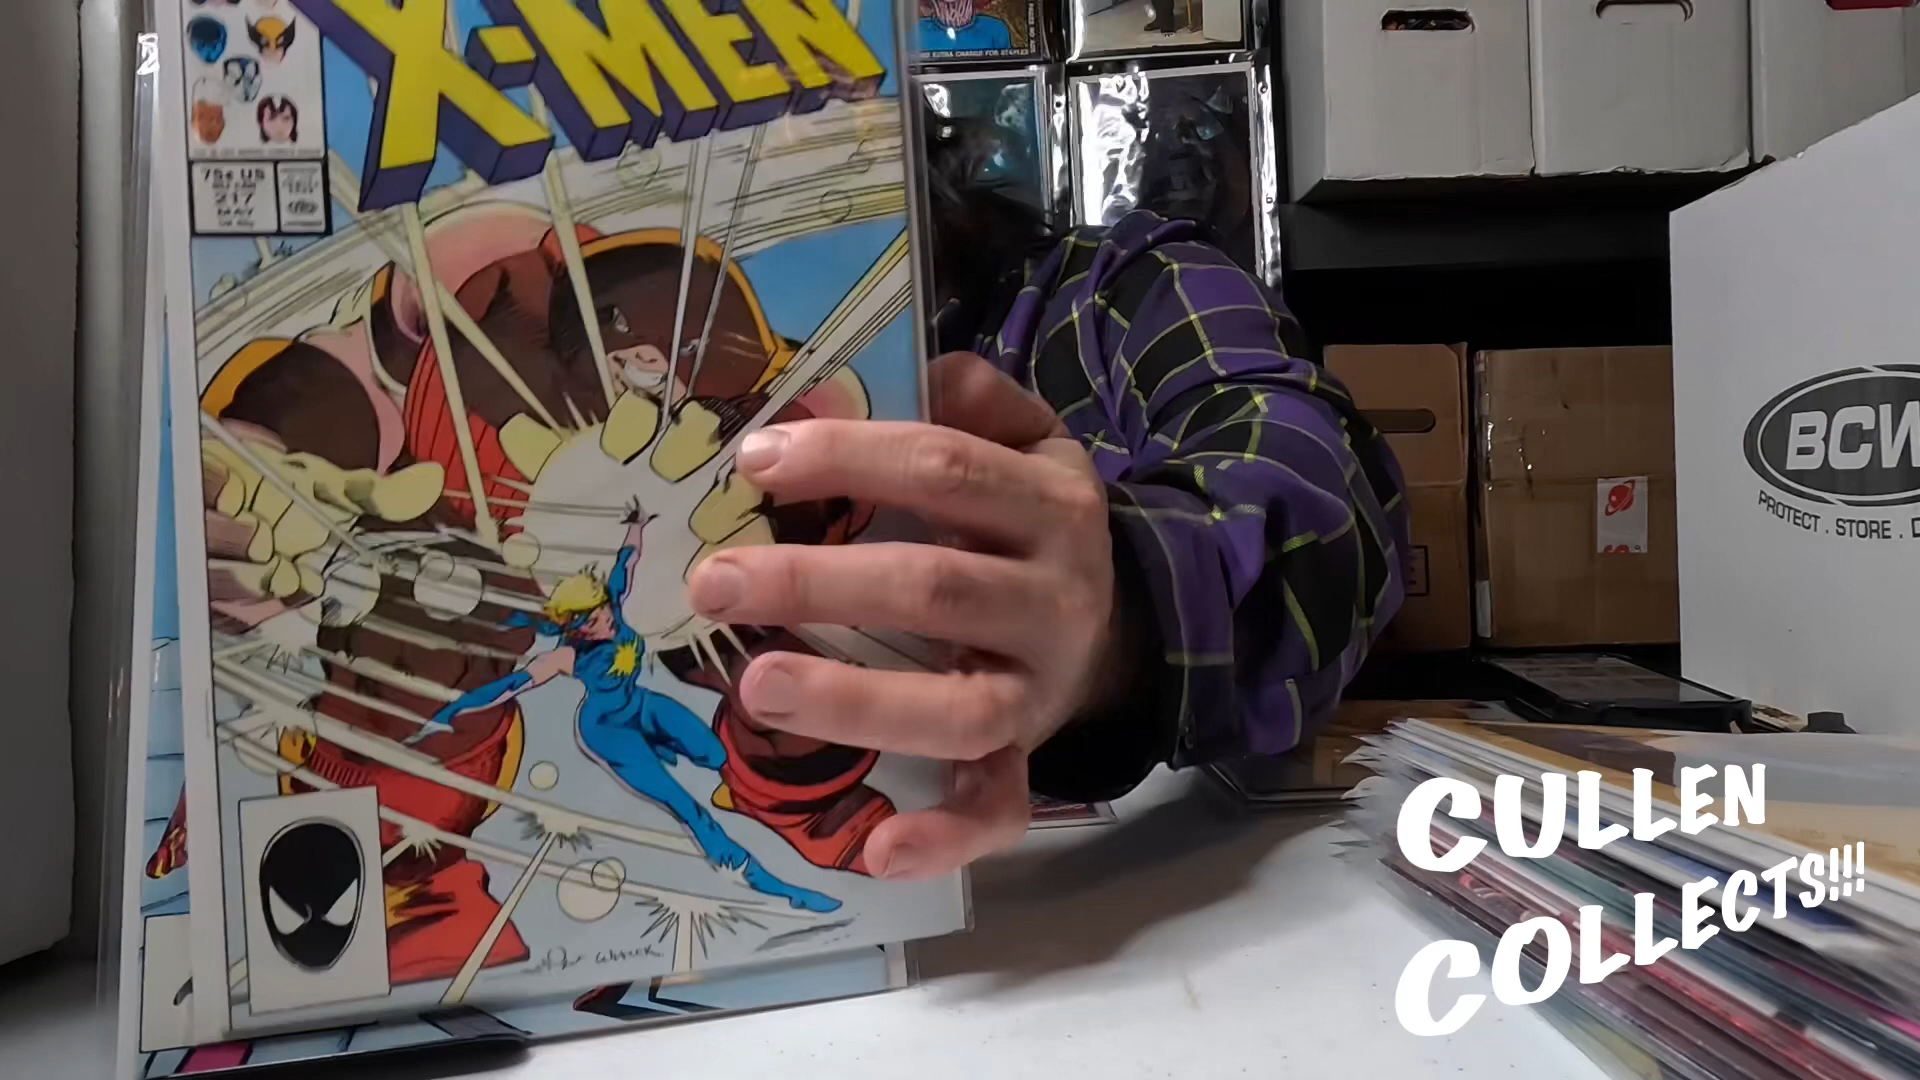 X-MEN
75¢ US
217
MAY
BCW
PROTECT . STORE . D
CULLEN
COLLECTS!!!